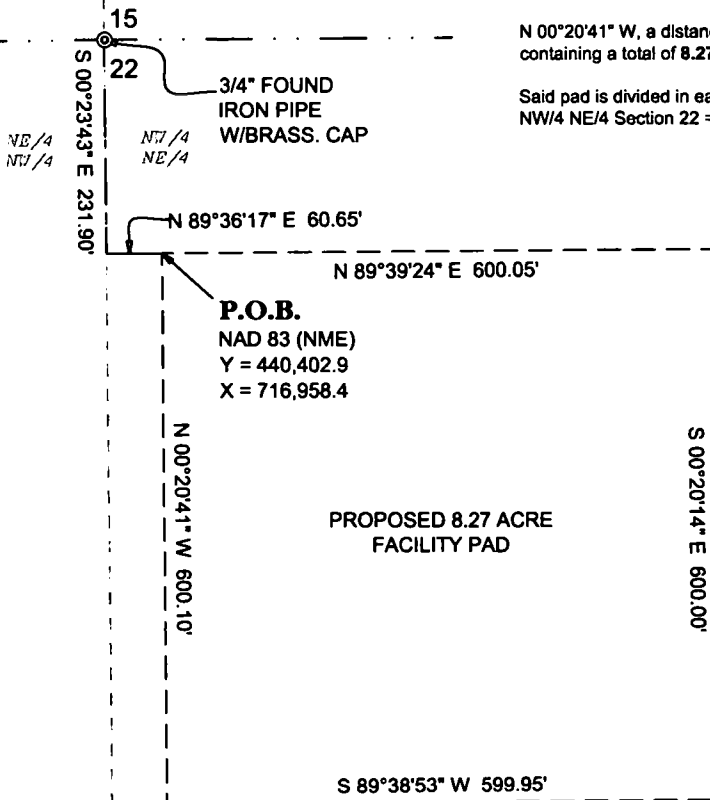 15
N 00°20'41" W, a distan
containing a total of 8.27
22
3/4" FOUND
IRON PIPE
W/BRASS. CAP
Said pad is divided in ea
NW/4 NE/4 Section 22 =
S 00°23'43" E 231.90'
NE/4
NW/4
NW/4
NE/4
N 89°36'17" E 60.65'
N 89°39'24" E 600.05'
P.O.B.
NAD 83 (NME)
Y = 440,402.9
X = 716,958.4
N 00°20'41" W 600.10'
S 00°20'14" E 600.00'
PROPOSED 8.27 ACRE
FACILITY PAD
S 89°38'53" W 599.95'